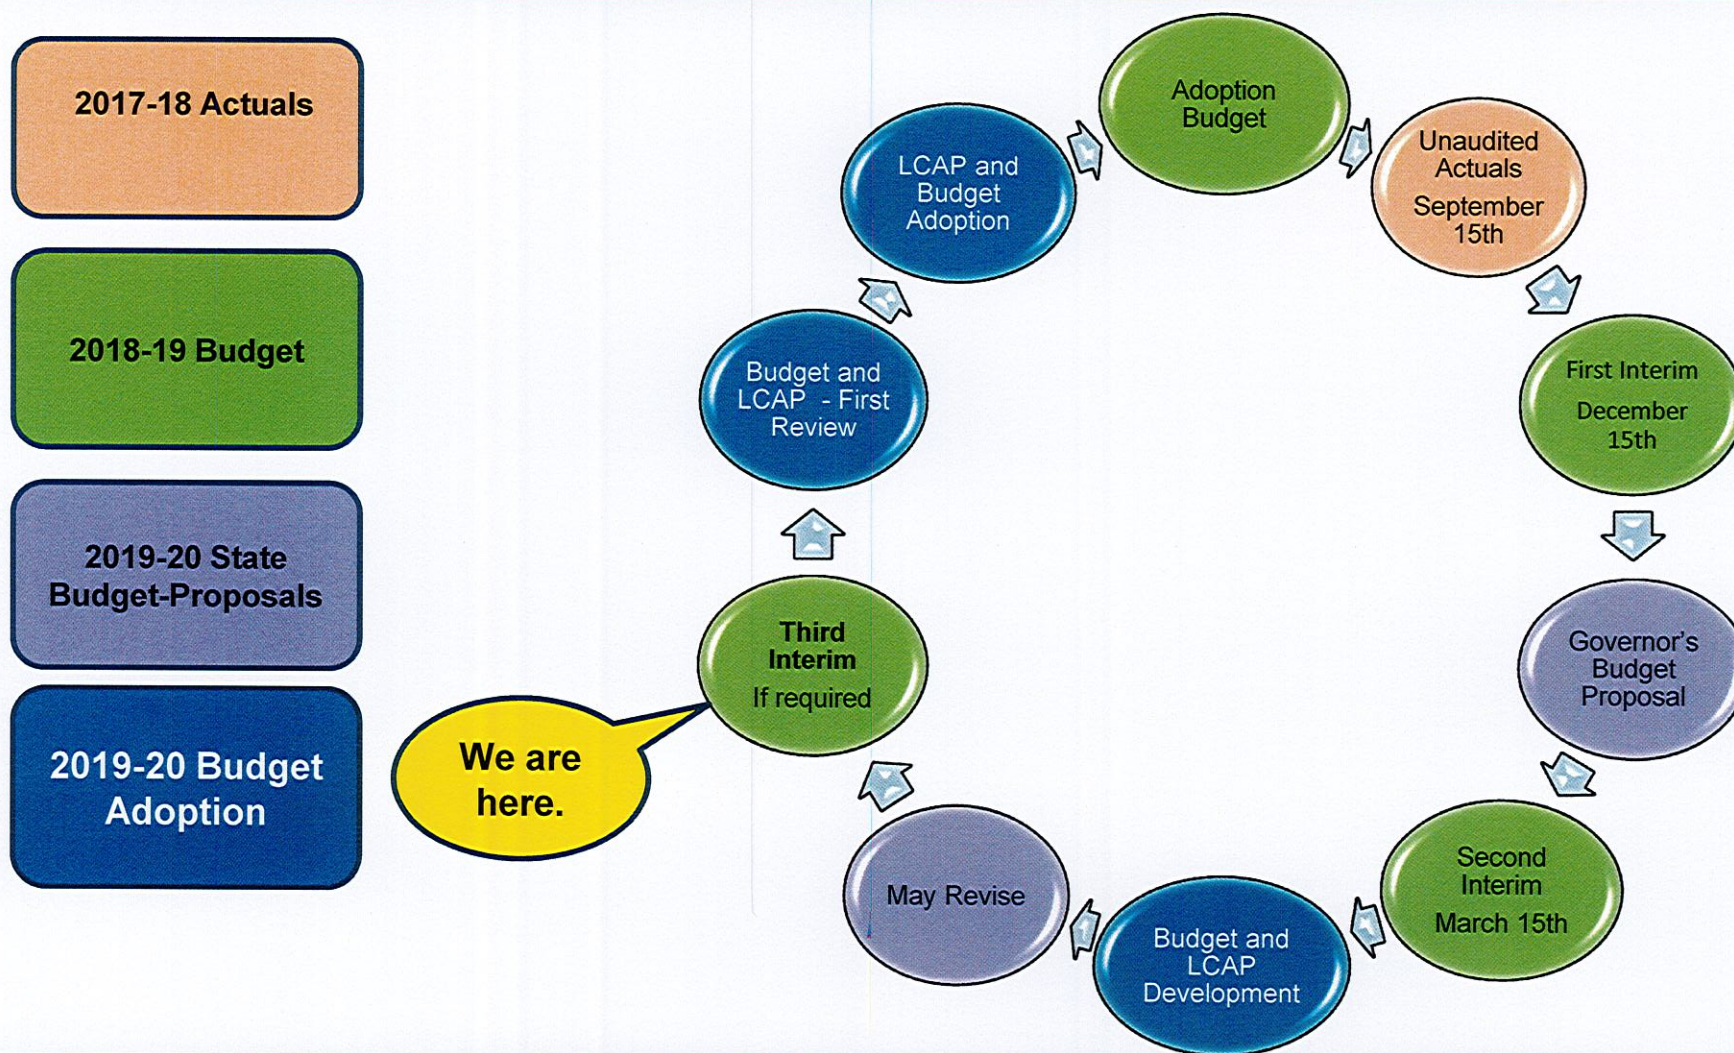 2017-18 Actuals
2018-19 Budget
2019-20 State
Budget-Proposals
2019-20 Budget
Adoption
We are
here.
Adoption
Budget
Unaudited
Actuals
September
15th
First Interim
December
15th
Governor's
Budget
Proposal
Second
Interim
March 15th
Budget and
LCAP
Development
May Revise
Third
Interim
If required
Budget and
LCAP - First
Review
LCAP and
Budget
Adoption